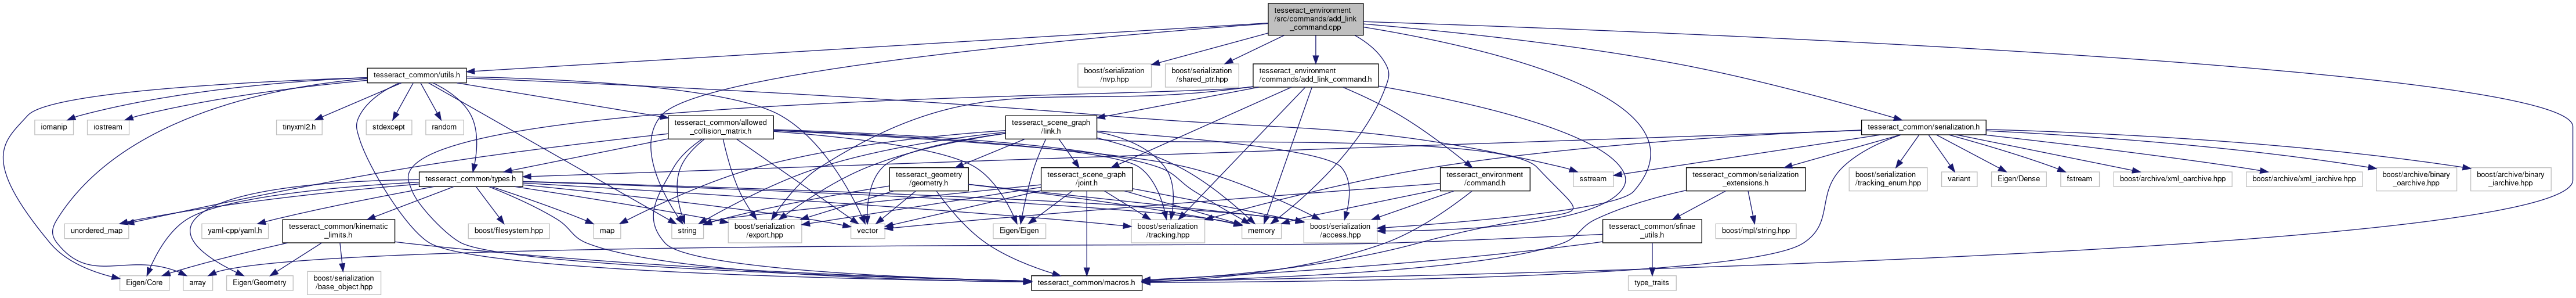 tesseract_environment
/src/commands/add_link
_command.cpp
tesseract_common/utils.h
boost/serialization
/nvp.hpp
boost/serialization
/shared_ptr.hpp
tesseract_environment
/commands/add_link_command.h
iomanip
iostream
tinyxml2.h
stdexcept
random
tesseract_common/allowed
_collision_matrix.h
tesseract_scene_graph
/link.h
tesseract_common/serialization.h
tesseract_common/types.h
tesseract_geometry
/geometry.h
tesseract_scene_graph
/joint.h
tesseract_environment
/command.h
sstream
tesseract_common/serialization
_extensions.h
boost/serialization
/tracking_enum.hpp
variant
Eigen/Dense
fstream
boost/archive/xml_oarchive.hpp
boost/archive/xml_iarchive.hpp
boost/archive/binary
_oarchive.hpp
boost/archive/binary
_iarchive.hpp
unordered_map
yaml-cpp/yaml.h
tesseract_common/kinematic
_limits.h
boost/filesystem.hpp
map
string
boost/serialization
/export.hpp
vector
Eigen/Eigen
boost/serialization
/tracking.hpp
memory
boost/serialization
/access.hpp
tesseract_common/sfinae
_utils.h
boost/mpl/string.hpp
Eigen/Core
array
Eigen/Geometry
boost/serialization
/base_object.hpp
tesseract_common/macros.h
type_traits